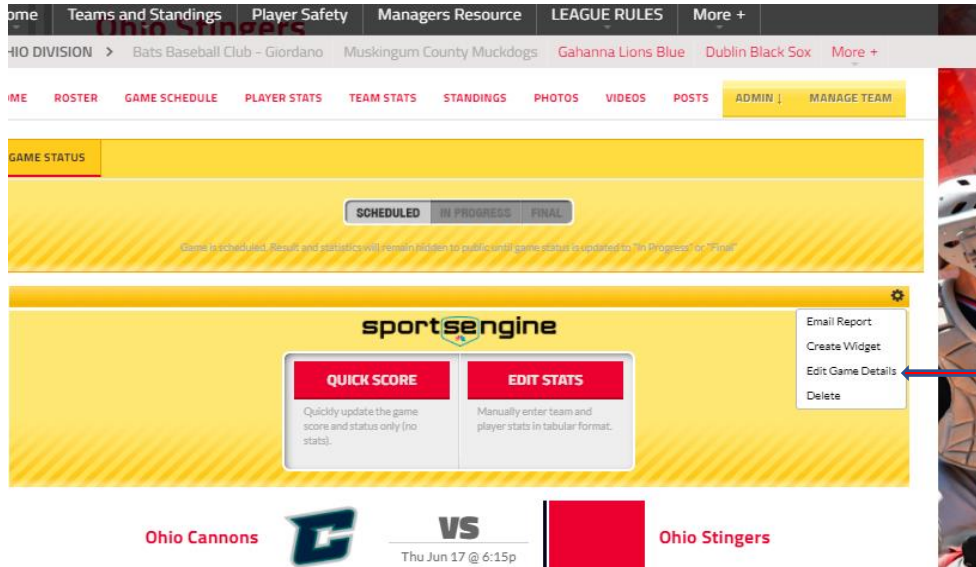 ome Teams and Standings Player Safety Managers Resource LEAGUE RULES More +
Ohio Stingers
HIO DIVISION > Bats Baseball Club - Giordano Muskingum County Muckdogs Gahanna Lions Blue Dublin Black Sox More +
OME ROSTER GAME SCHEDULE PLAYER STATS TEAM STATS STANDINGS PHOTOS VIDEOS POSTS ADMIN ↓ MANAGE TEAM
GAME STATUS
SCHEDULED IN PROGRESS FINAL
Game is scheduled. Result and statistics will remain hidden to public until game status is updated to "In Progress" or "Final"
sportsengine
Email Report
Create Widget
Edit Game Details
Delete
QUICK SCORE
Quickly update the game
score and status only (no
stats).
EDIT STATS
Manually enter team and
player stats in tabular format.
Ohio Cannons C VS Ohio Stingers
Thu Jun 17 @ 6:15p